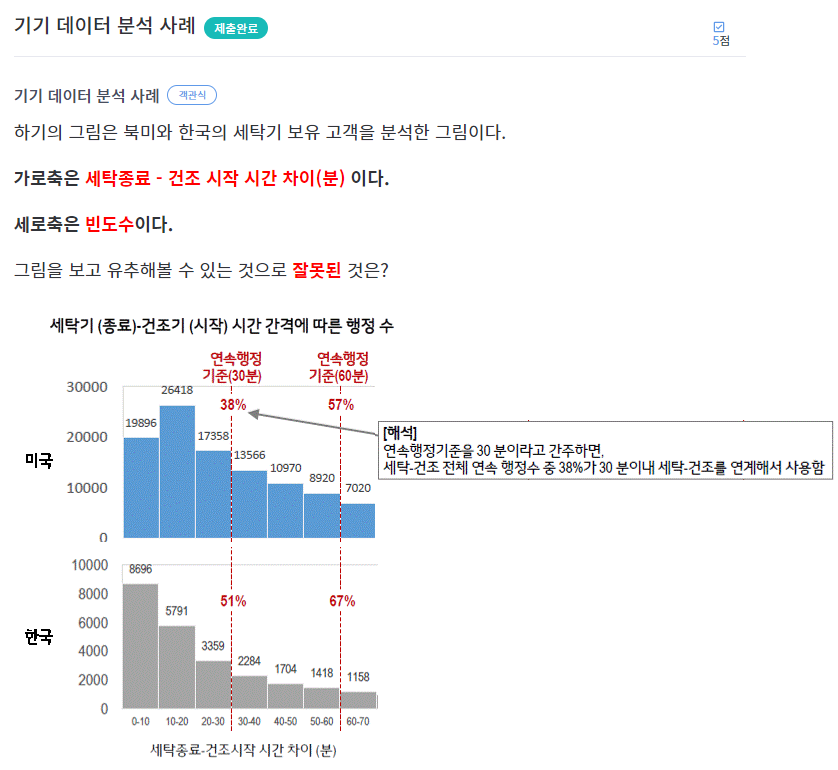 기기 데이터 분석 사례 제출완료
5점
기기 데이터 분석 사례 객관식
하기의 그림은 북미와 한국의 세탁기 보유 고객을 분석한 그림이다.
가로축은 세탁종료 - 건조 시작 시간 차이(분) 이다.
세로축은 빈도수이다.
그림을 보고 유추해볼 수 있는 것으로 잘못된 것은?
세탁기 (종료)-건조기 (시작) 시간 간격에 따른 행정 수
연속행정 연속행정
기준(30분) 기준(60분)
30000
26418
38% 57%
19896
20000
17358
13566
10970
8920
7020
10000
0
미국
[해석]
연속행정기준을 30 분이라고 간주하면,
세탁-건조 전체 연속 행정수 중 38%가 30 분이내 세탁-건조를 연계해서 사용함
10000
8696
8000
51% 67%
5791
6000
3359
4000
2284
1704
1418
1158
2000
0
한국
0-10 10-20 20-30 30-40 40-50 50-60 60-70
세탁종료-건조시작 시간 차이 (분)